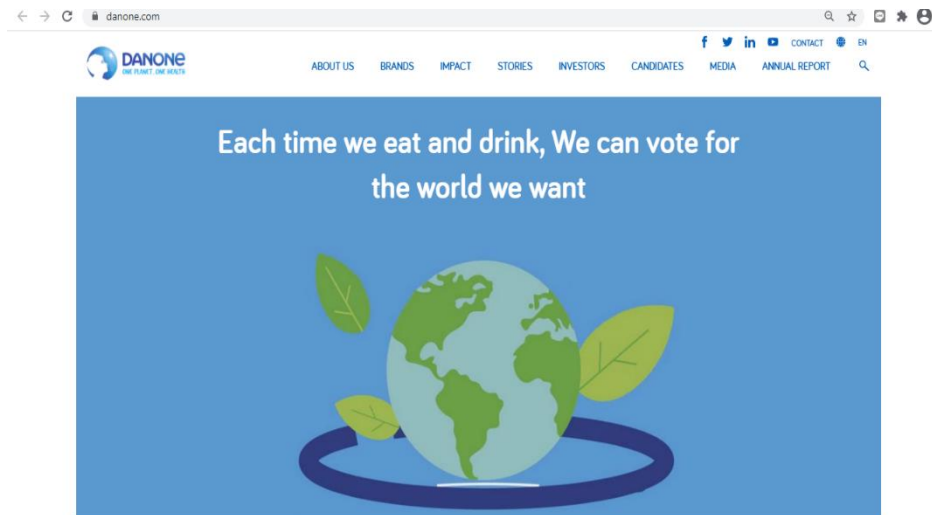 danone.com
CONTACT EN
DANONE
ONE PLANET. ONE HEALTH
ABOUT US BRANDS IMPACT STORIES INVESTORS CANDIDATES MEDIA ANNUAL REPORT
Each time we eat and drink, We can vote for
the world we want